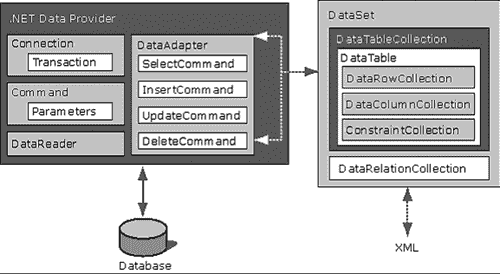 .NET Data Provider
Connection
Transaction
Command
Parameters
DataReader
DataAdapter
SelectCommand
InsertCommand
UpdateCommand
DeleteCommand
Database
DataSet
DataTableCollection
DataTable
DataRowCollection
DataColumnCollection
ConstraintCollection
DataRelationCollection
XML